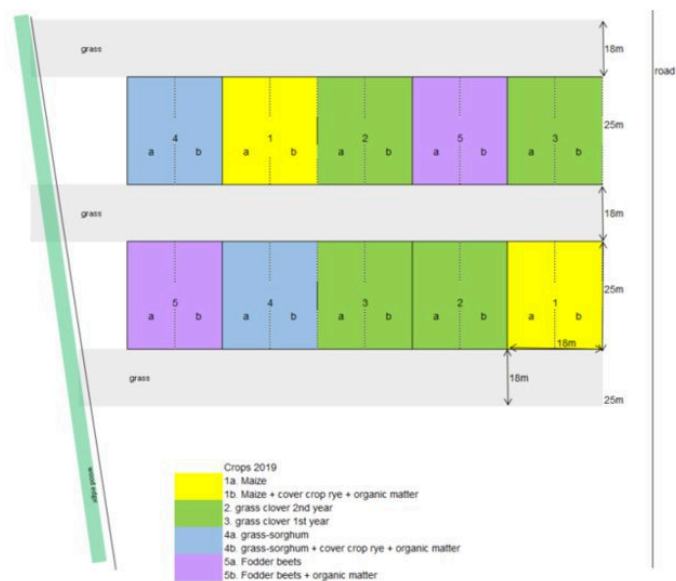 18m
grass
road
4 1 2 5 3
25m
a b a b a b a b a b
18m
grass
25m
5 4 3 2 1
a b a b a b a b a b
18m
18m
grass
25m
wood edge
Crops 2019
1a. Maize
1b. Maize + cover crop rye + organic matter
2. grass clover 2nd year
3. grass clover 1st year
4a. grass-sorghum
4b. grass-sorghum + cover crop rye + organic matter
5a. Fodder beets
5b. Fodder beets + organic matter